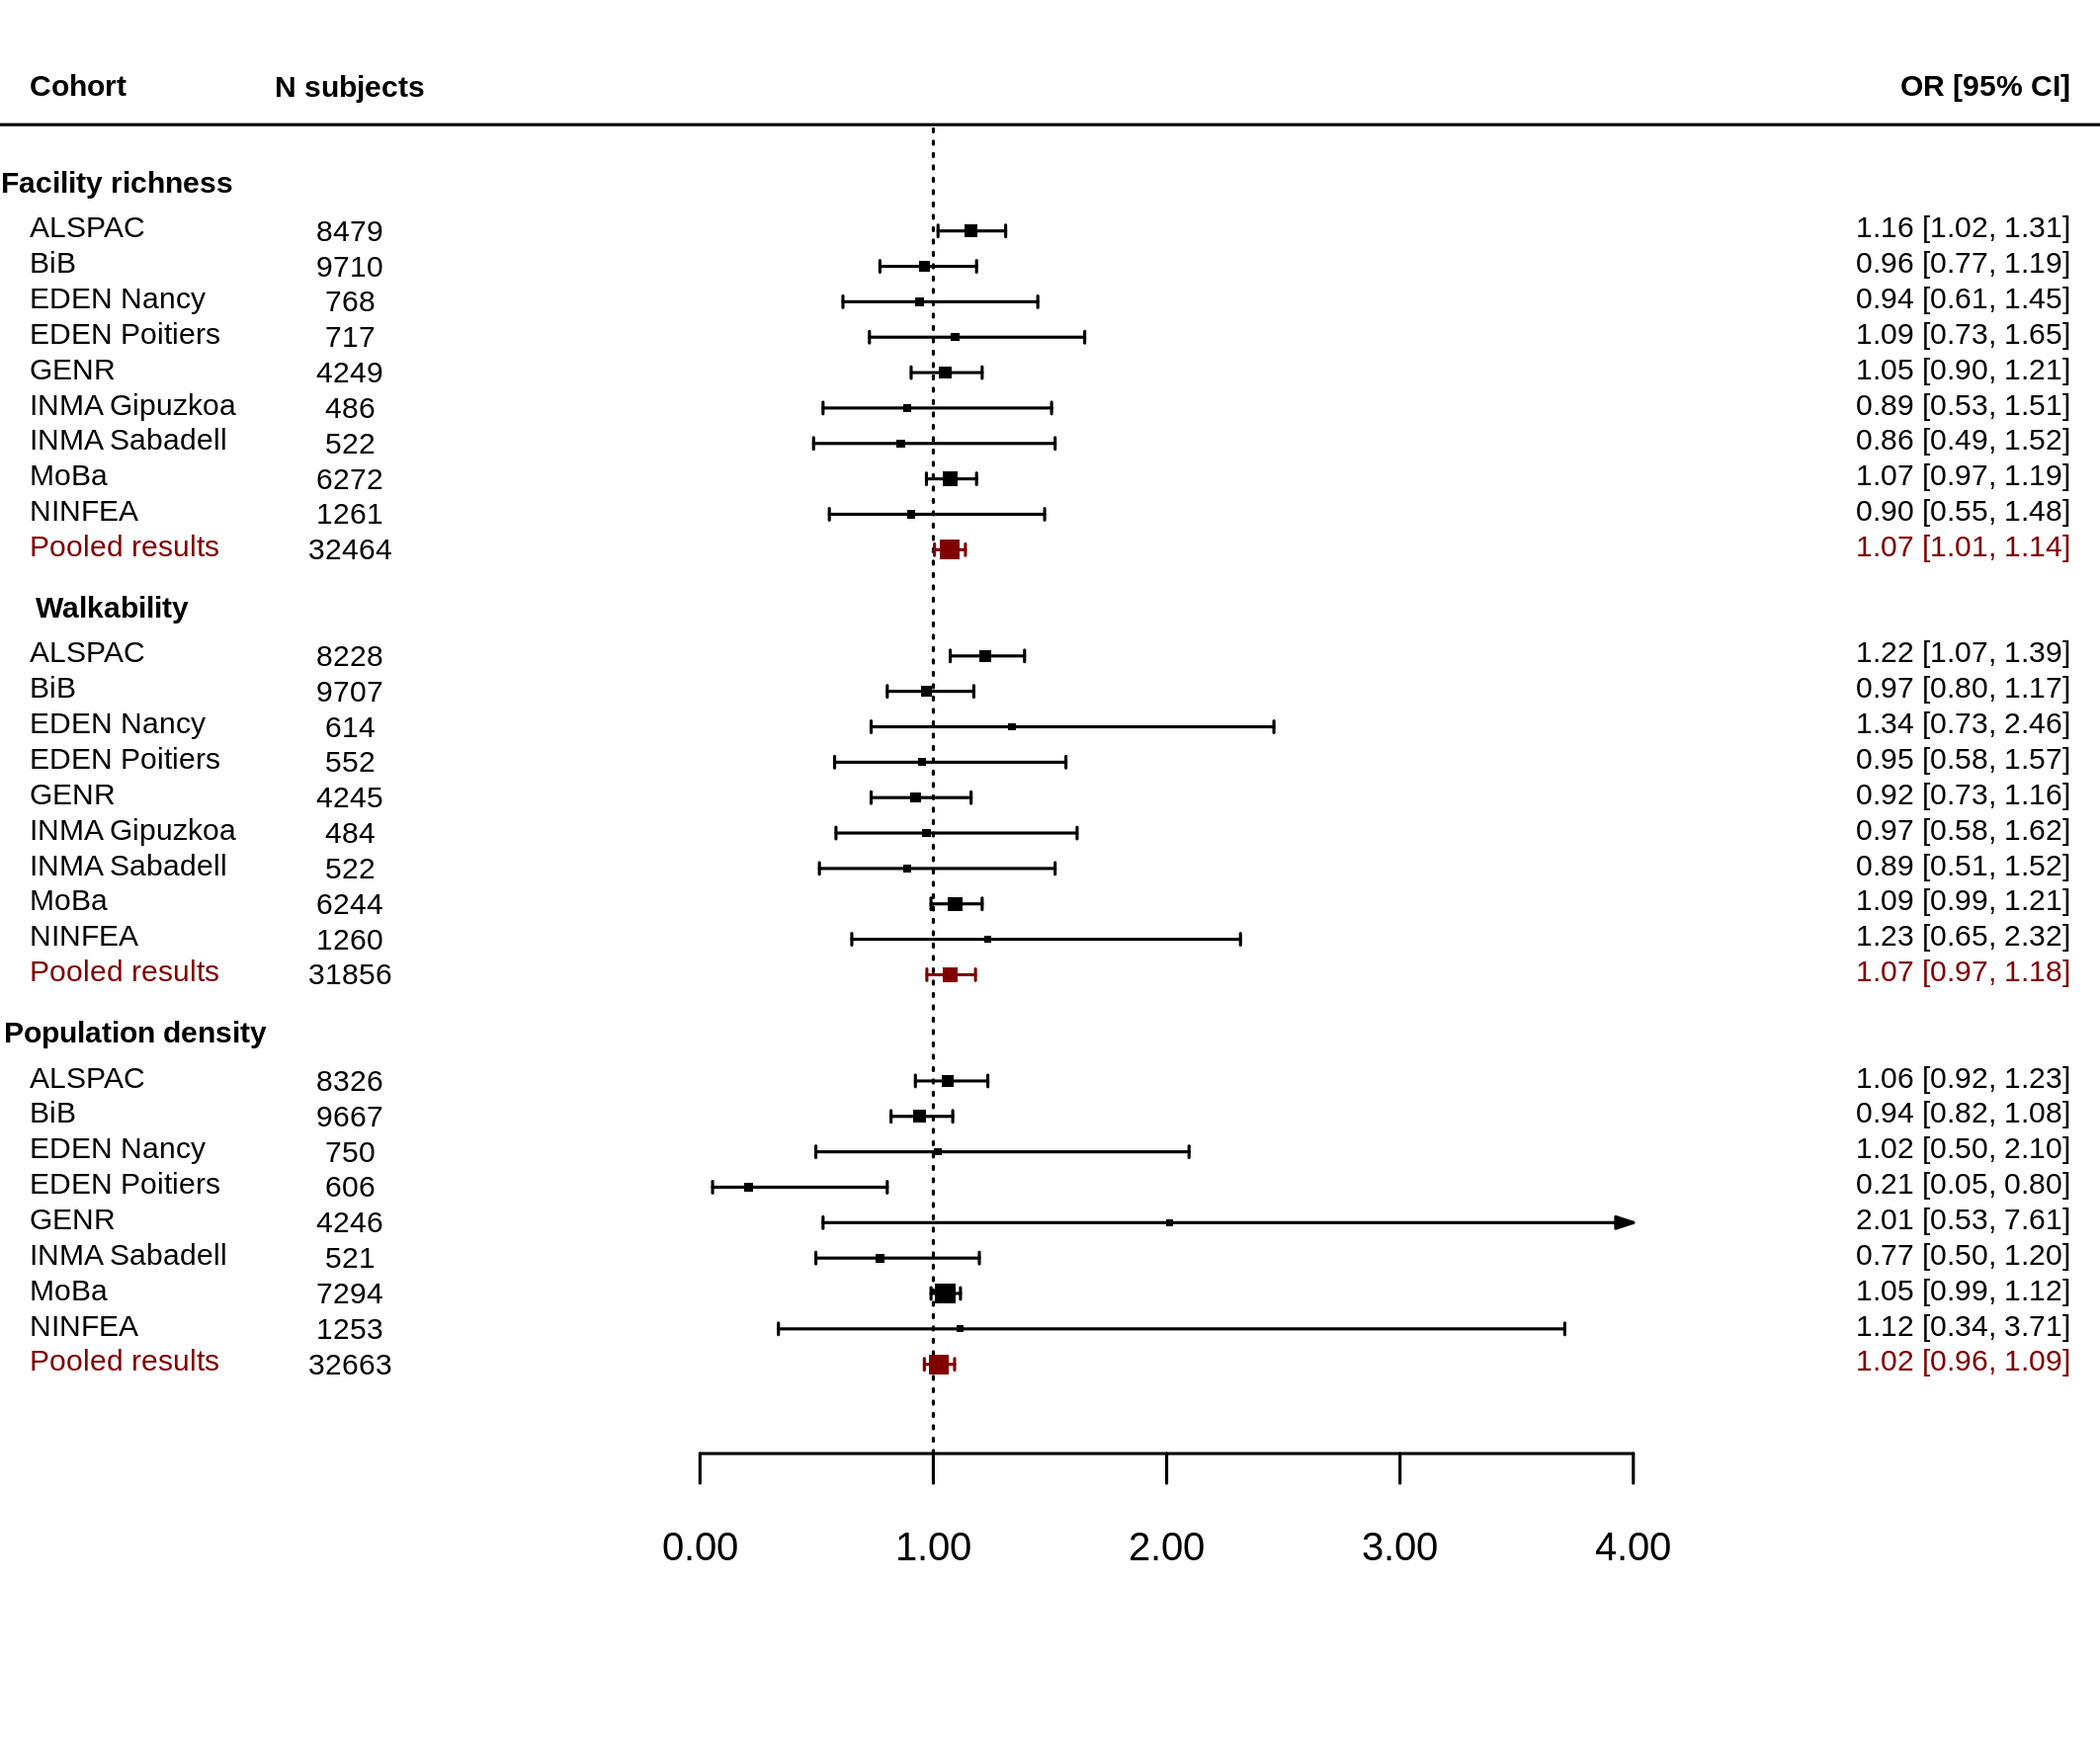 Cohort N subjects OR [95% CI]
Facility richness
ALSPAC 8479 1.16 [1.02, 1.31]
BiB 9710 0.96 [0.77, 1.19]
EDEN Nancy 768 0.94 [0.61, 1.45]
EDEN Poitiers 717 1.09 [0.73, 1.65]
GENR 4249 1.05 [0.90, 1.21]
INMA Gipuzkoa 486 0.89 [0.53, 1.51]
INMA Sabadell 522 0.86 [0.49, 1.52]
MoBa 6272 1.07 [0.97, 1.19]
NINFEA 1261 0.90 [0.55, 1.48]
Pooled results 32464 1.07 [1.01, 1.14]
Walkability
ALSPAC 8228 1.22 [1.07, 1.39]
BiB 9707 0.97 [0.80, 1.17]
EDEN Nancy 614 1.34 [0.73, 2.46]
EDEN Poitiers 552 0.95 [0.58, 1.57]
GENR 4245 0.92 [0.73, 1.16]
INMA Gipuzkoa 484 0.97 [0.58, 1.62]
INMA Sabadell 522 0.89 [0.51, 1.52]
MoBa 6244 1.09 [0.99, 1.21]
NINFEA 1260 1.23 [0.65, 2.32]
Pooled results 31856 1.07 [0.97, 1.18]
Population density
ALSPAC 8326 1.06 [0.92, 1.23]
BiB 9667 0.94 [0.82, 1.08]
EDEN Nancy 750 1.02 [0.50, 2.10]
EDEN Poitiers 606 0.21 [0.05, 0.80]
GENR 4246 2.01 [0.53, 7.61]
INMA Sabadell 521 0.77 [0.50, 1.20]
MoBa 7294 1.05 [0.99, 1.12]
NINFEA 1253 1.12 [0.34, 3.71]
Pooled results 32663 1.02 [0.96, 1.09]
0.00 1.00 2.00 3.00 4.00